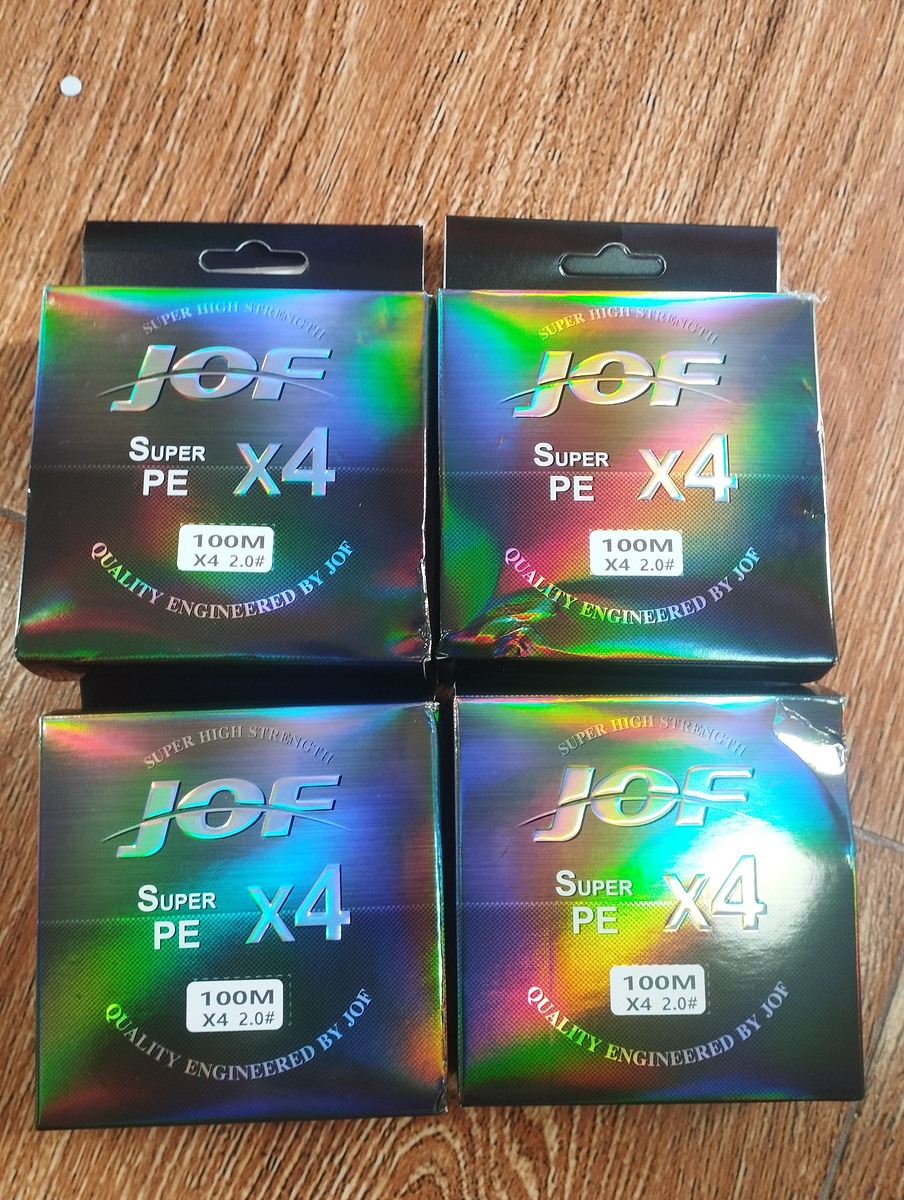 SUPER HIGH STRENGTH
JOF
SUPER
PE
X4
100M
X4 2.0#
QUALITY ENGINEERED BY JOF
SUPER HIGH STRENGTH
JOF
SUPER
PE
X4
100M
X4 2.0#
QUALITY ENGINEERED BY JOF
SUPER HIGH STRENGTH
JOF
SUPER
PE
X4
100M
X4 2.0#
QUALITY ENGINEERED BY JOF
SUPER HIGH STRENGTH
JOF
SUPER
PE
X4
100M
X4 2.0#
QUALITY ENGINEERED BY JOF